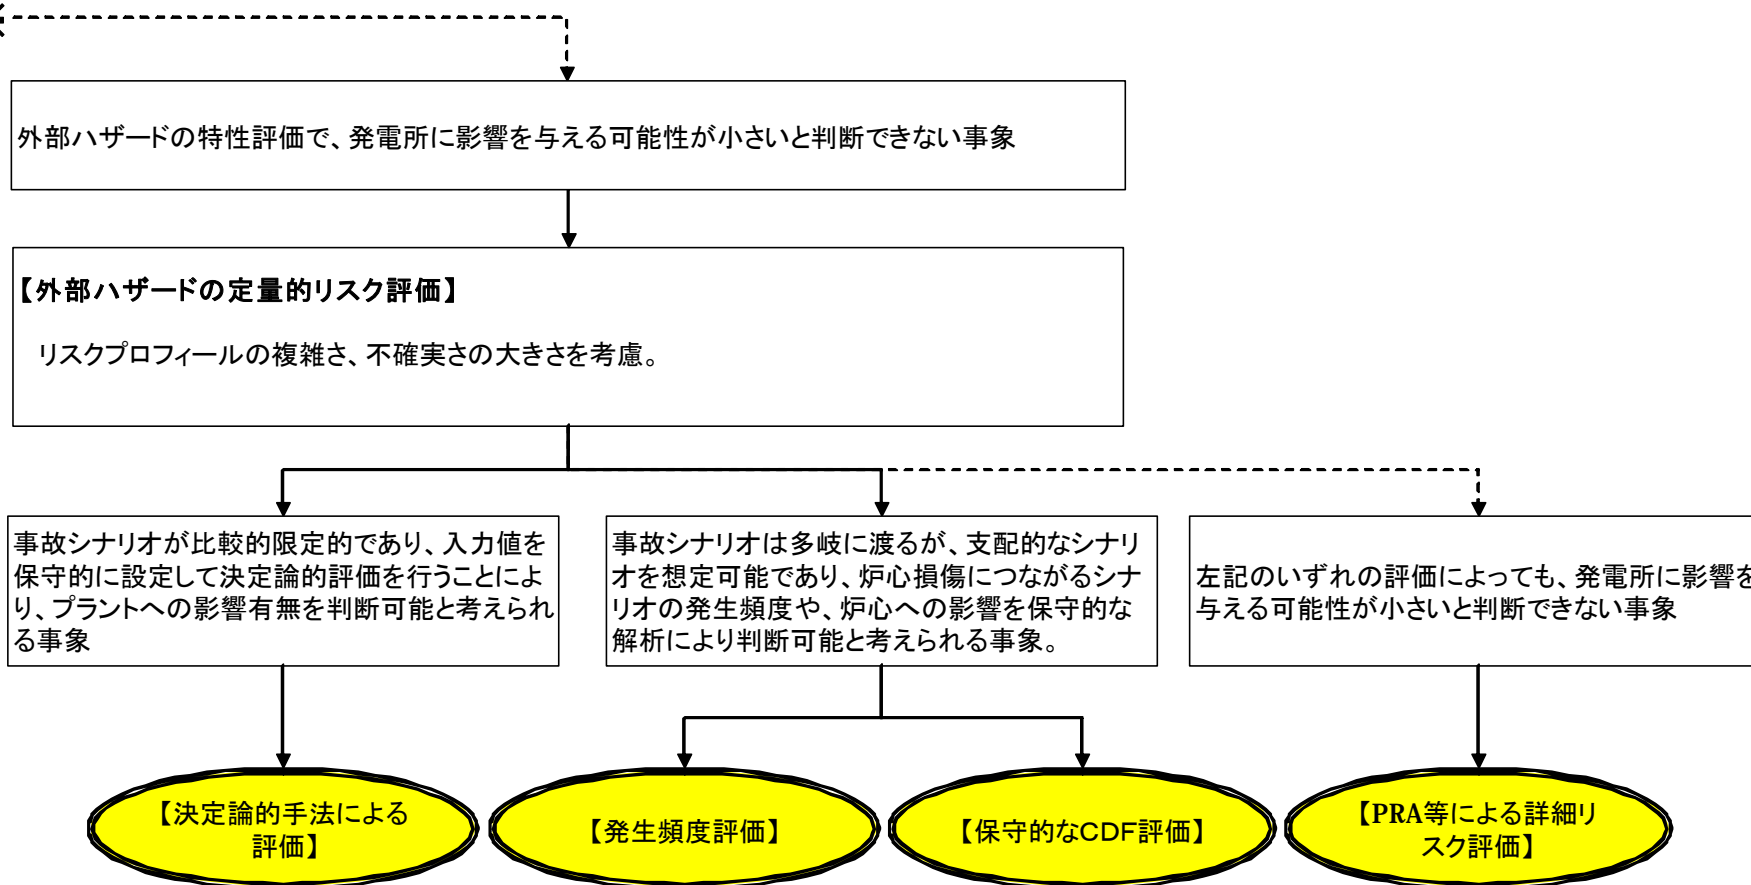 外部ハザードの特性評価で、発電所に影響を与える可能性が小さいと判断できない事象
【外部ハザードの定量的リスク評価】
リスクプロフィールの複雑さ、不確実さの大きさを考慮。
事故シナリオが比較的限定的であり、入力値を
保守的に設定して決定論的評価を行うことによ
り、プラントへの影響有無を判断可能と考えられ
る事象
事故シナリオは多岐に渡るが、支配的なシナリ
オを想定可能であり、炉心損傷につながるシナ
リオの発生頻度や、炉心への影響を保守的な
解析により判断可能と考えられる事象。
左記のいずれの評価によっても、発電所に影響を
与える可能性が小さいと判断できない事象
【決定論的手法による
評価】
【発生頻度評価】
【保守的なCDF評価】
【PRA等による詳細リ
スク評価】